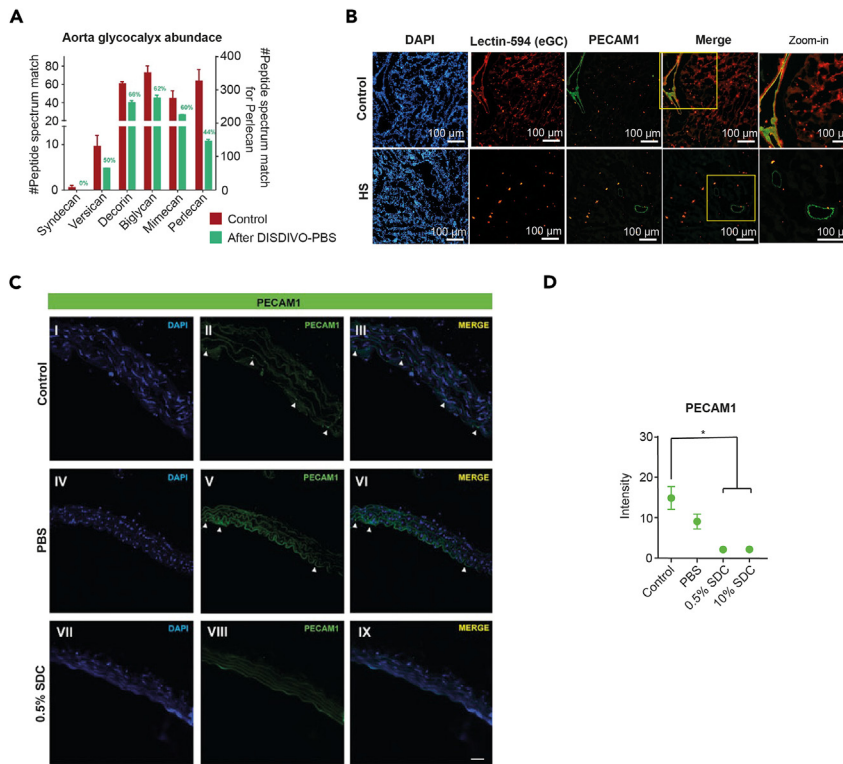 A
Aorta glycocalyx abundace
#Peptide spectrum match
80
60
40
20
10
0
#Peptide spectrum match
for Perlecan
400
300
200
100
0
0%
50%
66%
62%
60%
44%
Syndecan
Versican
Decorin
Biglycan
Mimecan
Perlecan
Control
After DISDIVO-PBS
B
DAPI
Lectin-594 (eGC)
PECAM1
Merge
Zoom-in
Control
100 µm
100 µm
100 µm
100 µm
100 µm
HS
100 µm
100 µm
100 µm
100 µm
100 µm
C
PECAM1
Control
I
DAPI
II
PECAM1
III
MERGE
PBS
IV
DAPI
V
PECAM1
VI
MERGE
0.5% SDC
VII
DAPI
VIII
PECAM1
IX
MERGE
D
PECAM1
*
Intensity
30
20
10
0
Control
PBS
0.5% SDC
10% SDC